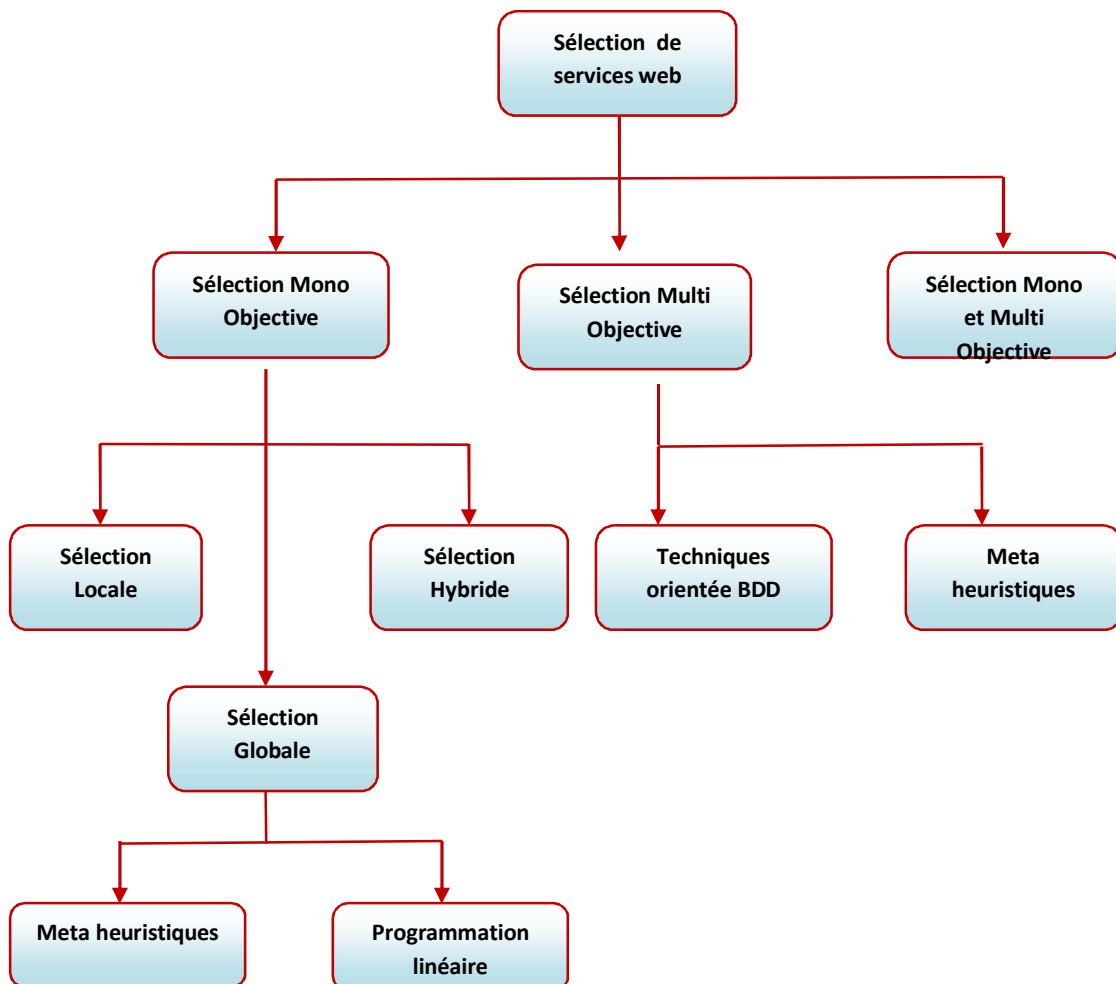 Sélection de
services web
Sélection Mono
Objective
Sélection Multi
Objective
Sélection Mono
et Multi
Objective
Sélection
Locale
Sélection
Hybride
Techniques
orientée BDD
Meta
heuristiques
Sélection
Globale
Meta heuristiques
Programmation
linéaire